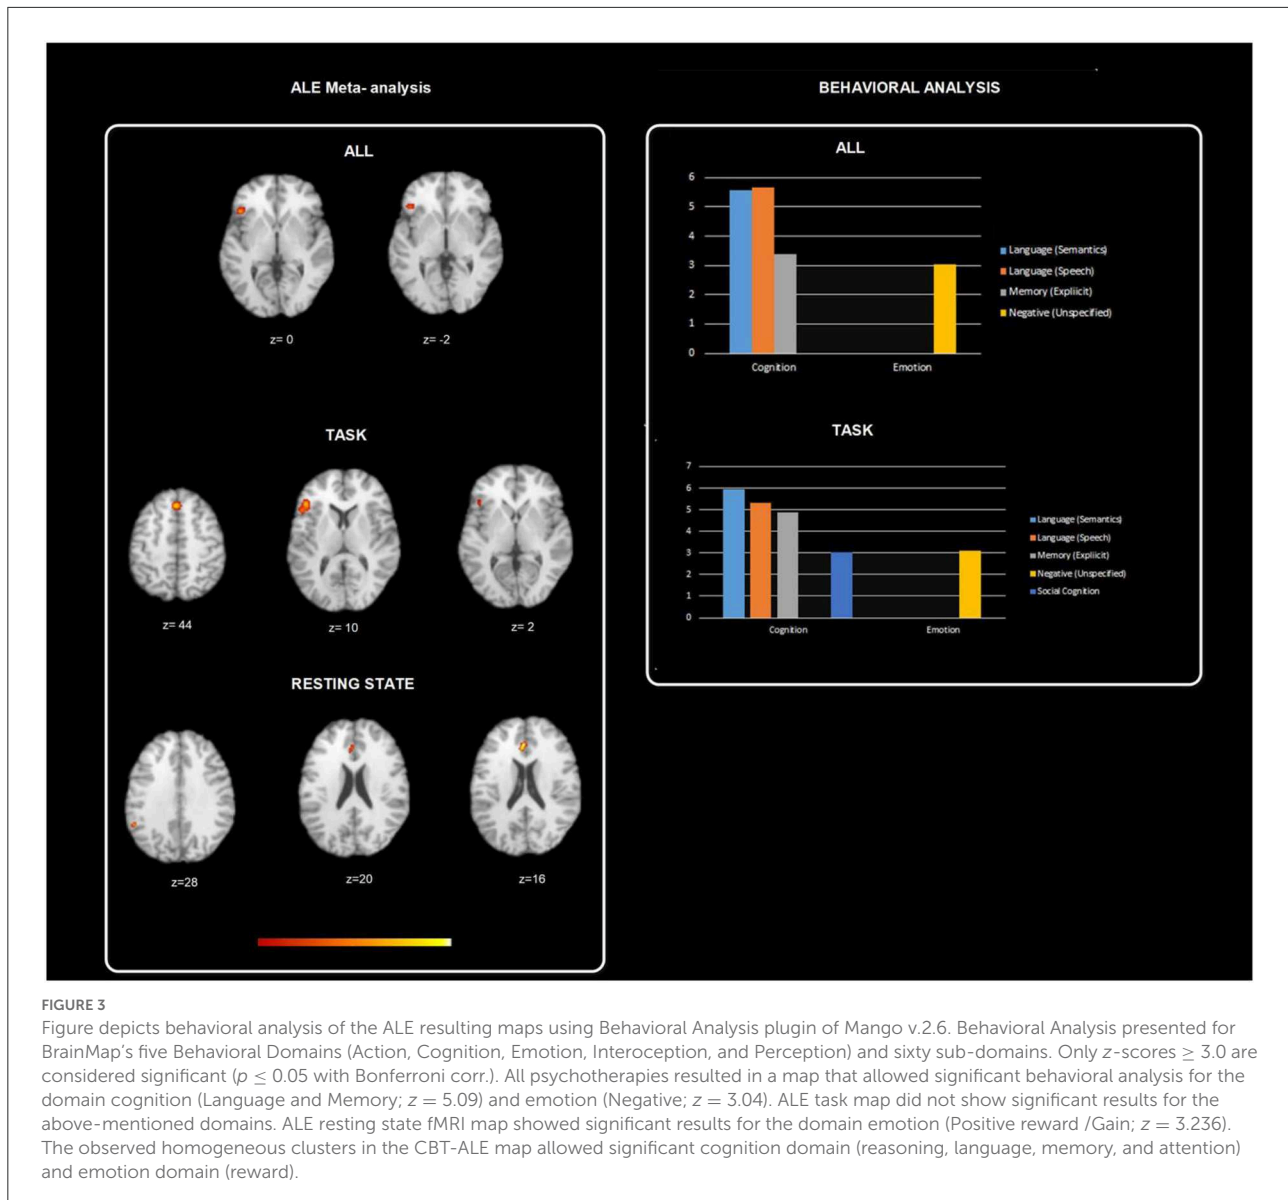 ALE Meta- analysis
ALL
z= 0
z= -2
TASK
z= 44
z= 10
z= 2
RESTING STATE
z=28
z=20
z=16
BEHAVIORAL ANALYSIS
ALL
6
5
4
3
2
1
0
Cognition
Emotion
Language (Semantics)
Language (Speech)
Memory (Expliicit)
Negative (Unspecified)
TASK
7
6
5
4
3
2
1
0
Cognition
Emotion
Language (Semantics)
Language (Speech)
Memory (Expliicit)
Negative (Unspecified)
Social Cognition
FIGURE 3
Figure depicts behavioral analysis of the ALE resulting maps using Behavioral Analysis plugin of Mango v.2.6. Behavioral Analysis presented for
BrainMap's five Behavioral Domains (Action, Cognition, Emotion, Interoception, and Perception) and sixty sub-domains. Only z-scores ≥ 3.0 are
considered significant (p ≤ 0.05 with Bonferroni corr.). All psychotherapies resulted in a map that allowed significant behavioral analysis for the
domain cognition (Language and Memory; z = 5.09) and emotion (Negative; z = 3.04). ALE task map did not show significant results for the
above-mentioned domains. ALE resting state fMRI map showed significant results for the domain emotion (Positive reward /Gain; z = 3.236).
The observed homogeneous clusters in the CBT-ALE map allowed significant cognition domain (reasoning, language, memory, and attention)
and emotion domain (reward).